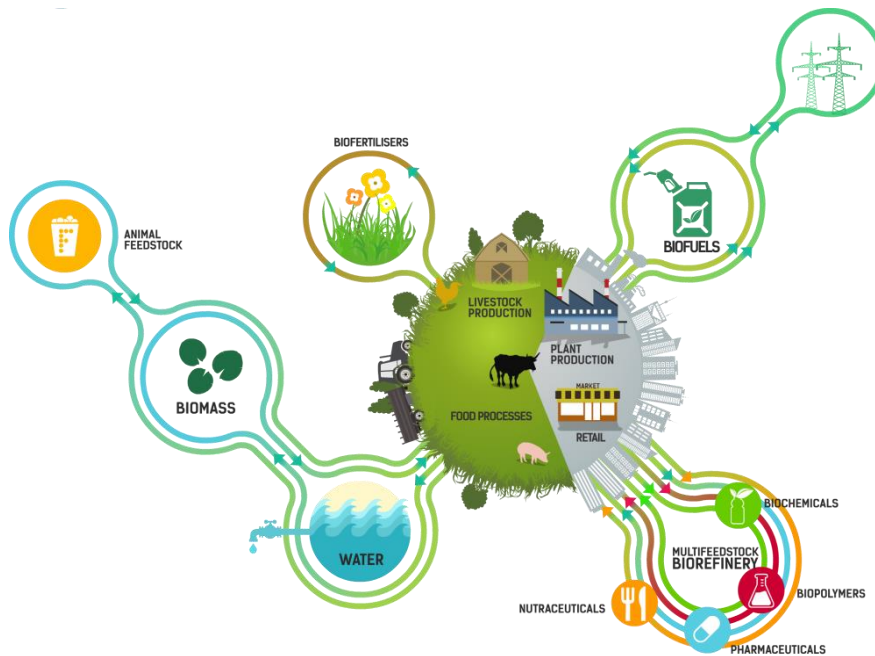 BIOFERTILISERS
ANIMAL
FEEDSTOCK
BIOFUELS
LIVESTOCK
PRODUCTION
PLANT
PRODUCTION
BIOMASS
MARKET
FOOD PROCESSES
RETAIL
WATER
BIOCHEMICALS
MULTIFEEDSTOCK
BIOREFINERY
BIOPOLYMERS
NUTRACEUTICALS
PHARMACEUTICALS